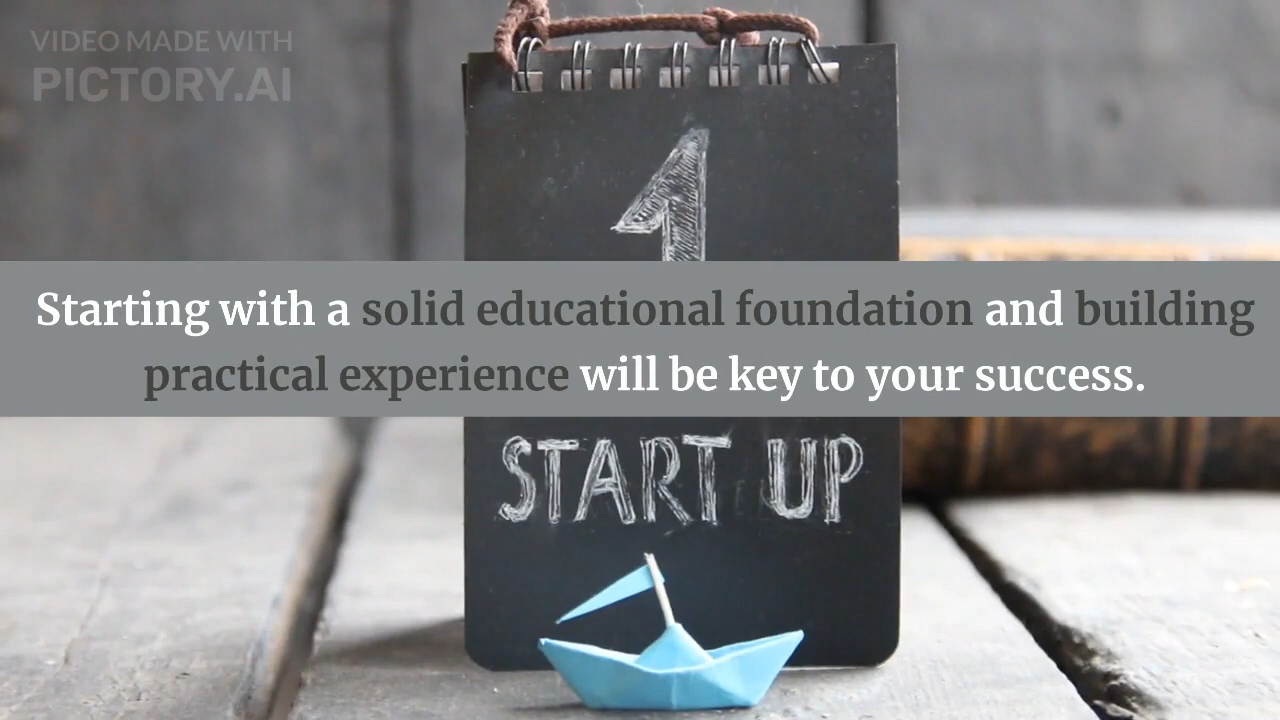 VIDEO MADE WITH
PICTORY.AI
1
Starting with a solid educational foundation and building
practical experience will be key to your success.
START UP